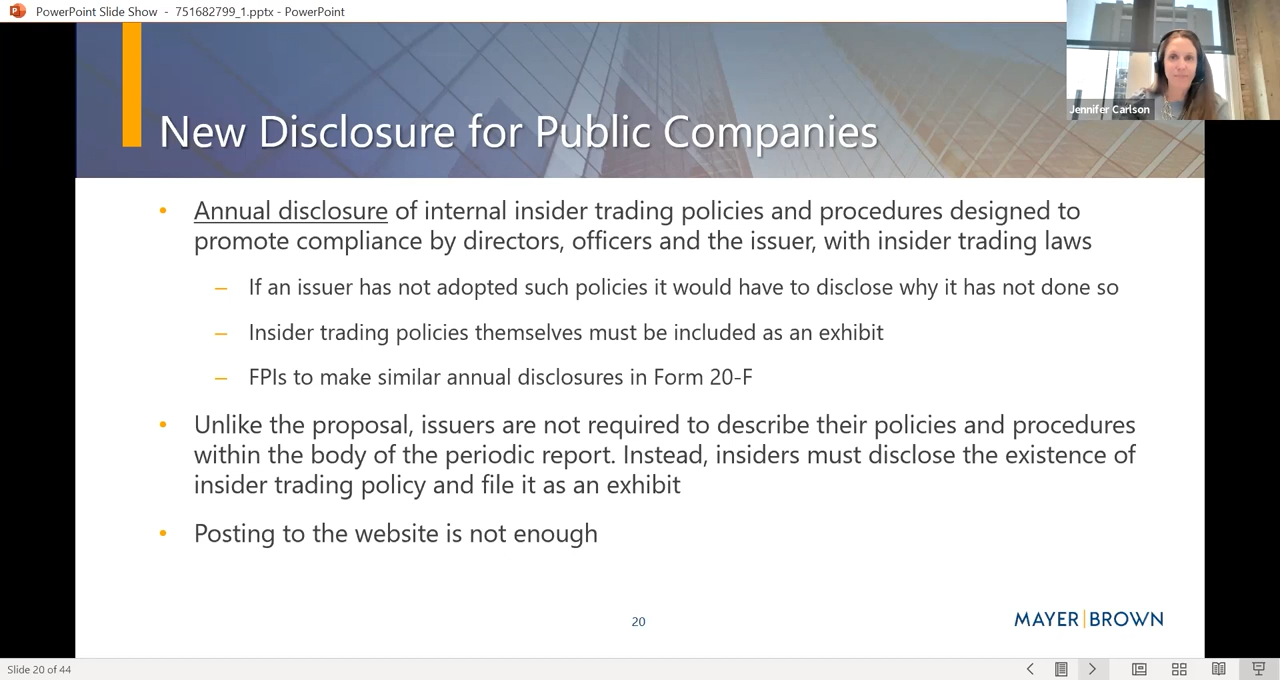 PowerPoint Slide Show - 751682799_1.pptx - PowerPoint
Jennifer Carlson
New Disclosure for Public Companies
• Annual disclosure of internal insider trading policies and procedures designed to
promote compliance by directors, officers and the issuer, with insider trading laws
– If an issuer has not adopted such policies it would have to disclose why it has not done so
– Insider trading policies themselves must be included as an exhibit
– FPIs to make similar annual disclosures in Form 20-F
• Unlike the proposal, issuers are not required to describe their policies and procedures
within the body of the periodic report. Instead, insiders must disclose the existence of
insider trading policy and file it as an exhibit
• Posting to the website is not enough
20
MAYER|BROWN
Slide 20 of 44